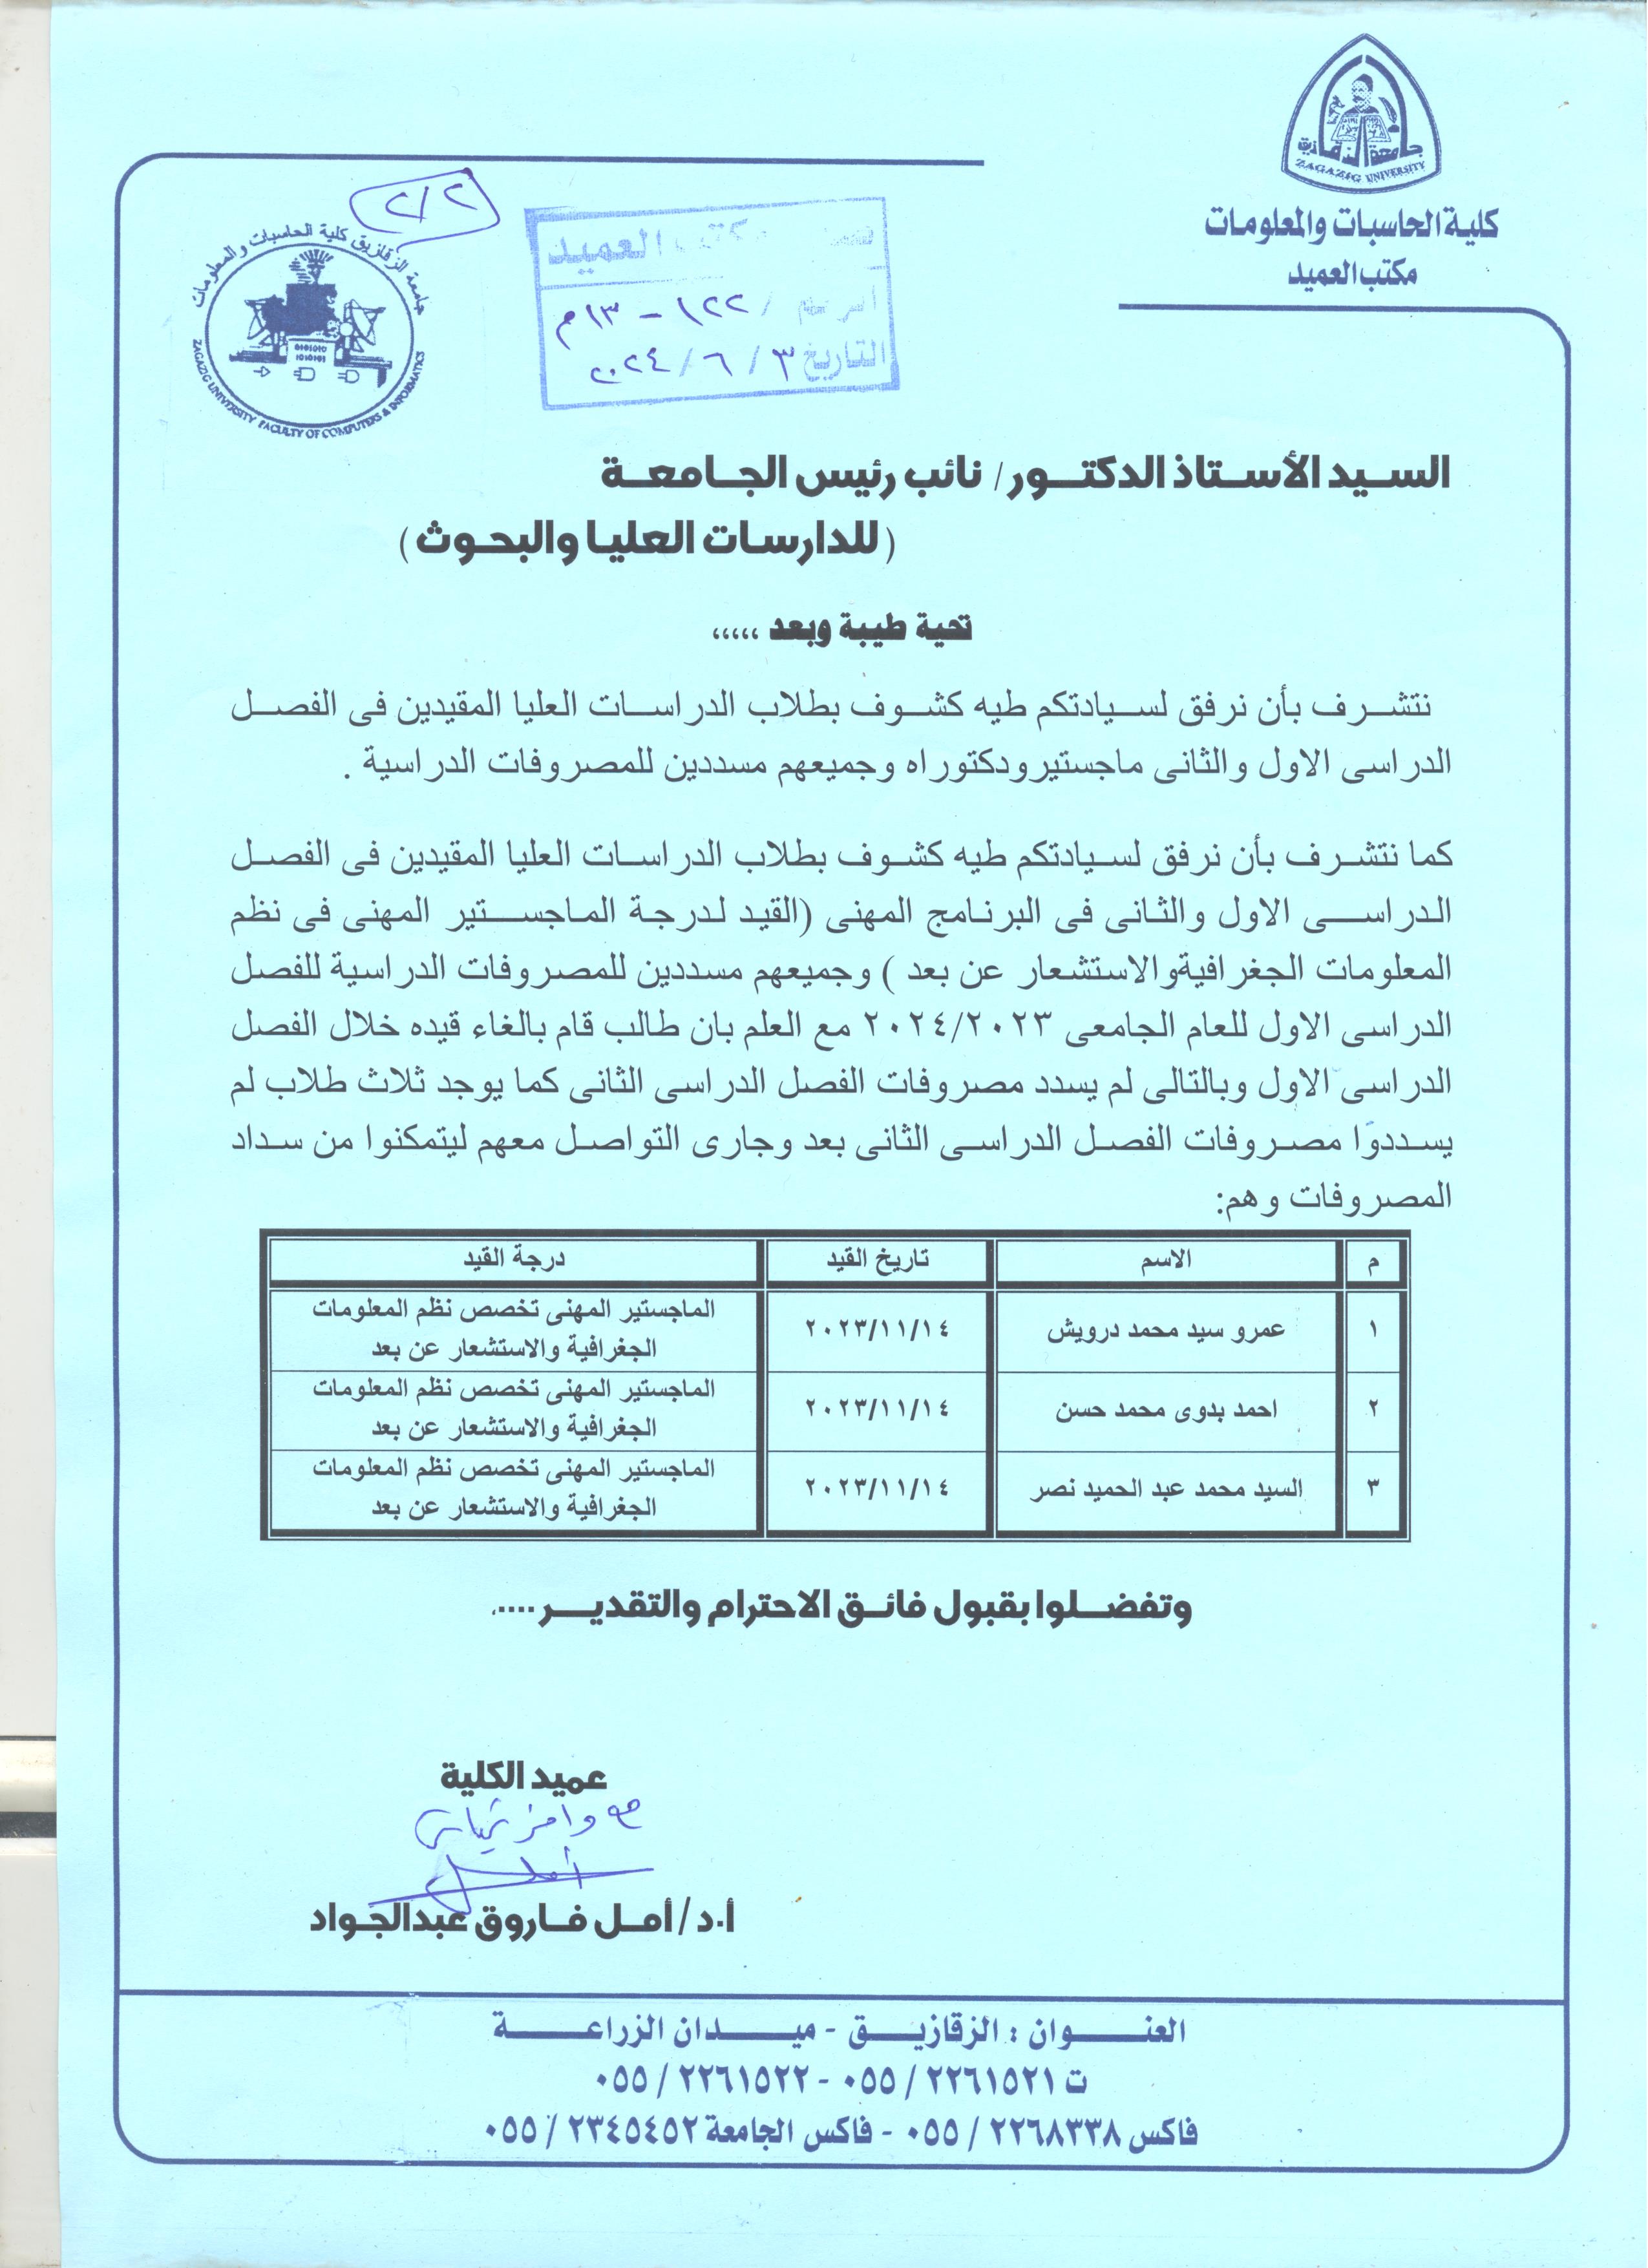 جامعة الزقازيق
ZAGAZIG UNIVERSITY
كلية الحاسبات والمعلومات
مكتب العميد
٢/٢
جامعة الزقازيق كلية الحاسبات والمعلومات
ZAGAZIG UNIVERSITY FACULTY OF COMPUTERS & INFORMATICS
0101010
1010101
مكتب العميد
الرقم / ١٢٢ - ١٣م
التاريخ ٣ / ٦ / ٢٠٢٤
السيد الأستاذ الدكتور/ نائب رئيس الجامعة
(للدارسات العليا والبحوث)
تحية طيبة وبعد ،،،،،
نتشرف بأن نرفق لسيادتكم طيه كشوف بطلاب الدراسات العليا المقيدين فى الفصل
الدراسى الاول والثانى ماجستيرودكتوراه وجميعهم مسددين للمصروفات الدراسية .
كما نتشرف بأن نرفق لسيادتكم طيه كشوف بطلاب الدراسات العليا المقيدين فى الفصل
الدراسى الاول والثانى فى البرنامج المهنى (القيد لدرجة الماجستير المهنى فى نظم
المعلومات الجغرافيةوالاستشعار عن بعد ) وجميعهم مسددين للمصروفات الدراسية للفصل
الدراسى الاول للعام الجامعى ٢٠٢٤/٢٠٢٣ مع العلم بان طالب قام بالغاء قيده خلال الفصل
الدراسى الاول وبالتالى لم يسدد مصروفات الفصل الدراسى الثانى كما يوجد ثلاث طلاب لم
يسددوا مصروفات الفصل الدراسى الثانى بعد وجارى التواصل معهم ليتمكنوا من سداد
المصروفات وهم:
م الاسم تاريخ القيد درجة القيد
١ عمرو سيد محمد درويش ٢٠٢٣/١١/١٤ الماجستير المهنى تخصص نظم المعلومات
الجغرافية والاستشعار عن بعد
٢ احمد بدوى محمد حسن ٢٠٢٣/١١/١٤ الماجستير المهنى تخصص نظم المعلومات
الجغرافية والاستشعار عن بعد
٣ السيد محمد عبد الحميد نصر ٢٠٢٣/١١/١٤ الماجستير المهنى تخصص نظم المعلومات
الجغرافية والاستشعار عن بعد
وتفضلوا بقبول فائق الاحترام والتقدير....
عميد الكلية
أ.د/ أمل فاروق عبدالجواد
العنوان : الزقازيق - ميدان الزراعة
ت ٢٢٦١٥٢١ / ٠٥٥ - ٢٢٦١٥٢٢ / ٠٥٥
فاكس ٢٢٦٨٣٣٨ / ٠٥٥ - فاكس الجامعة ٢٣٤٥٤٥٢ / ٠٥٥